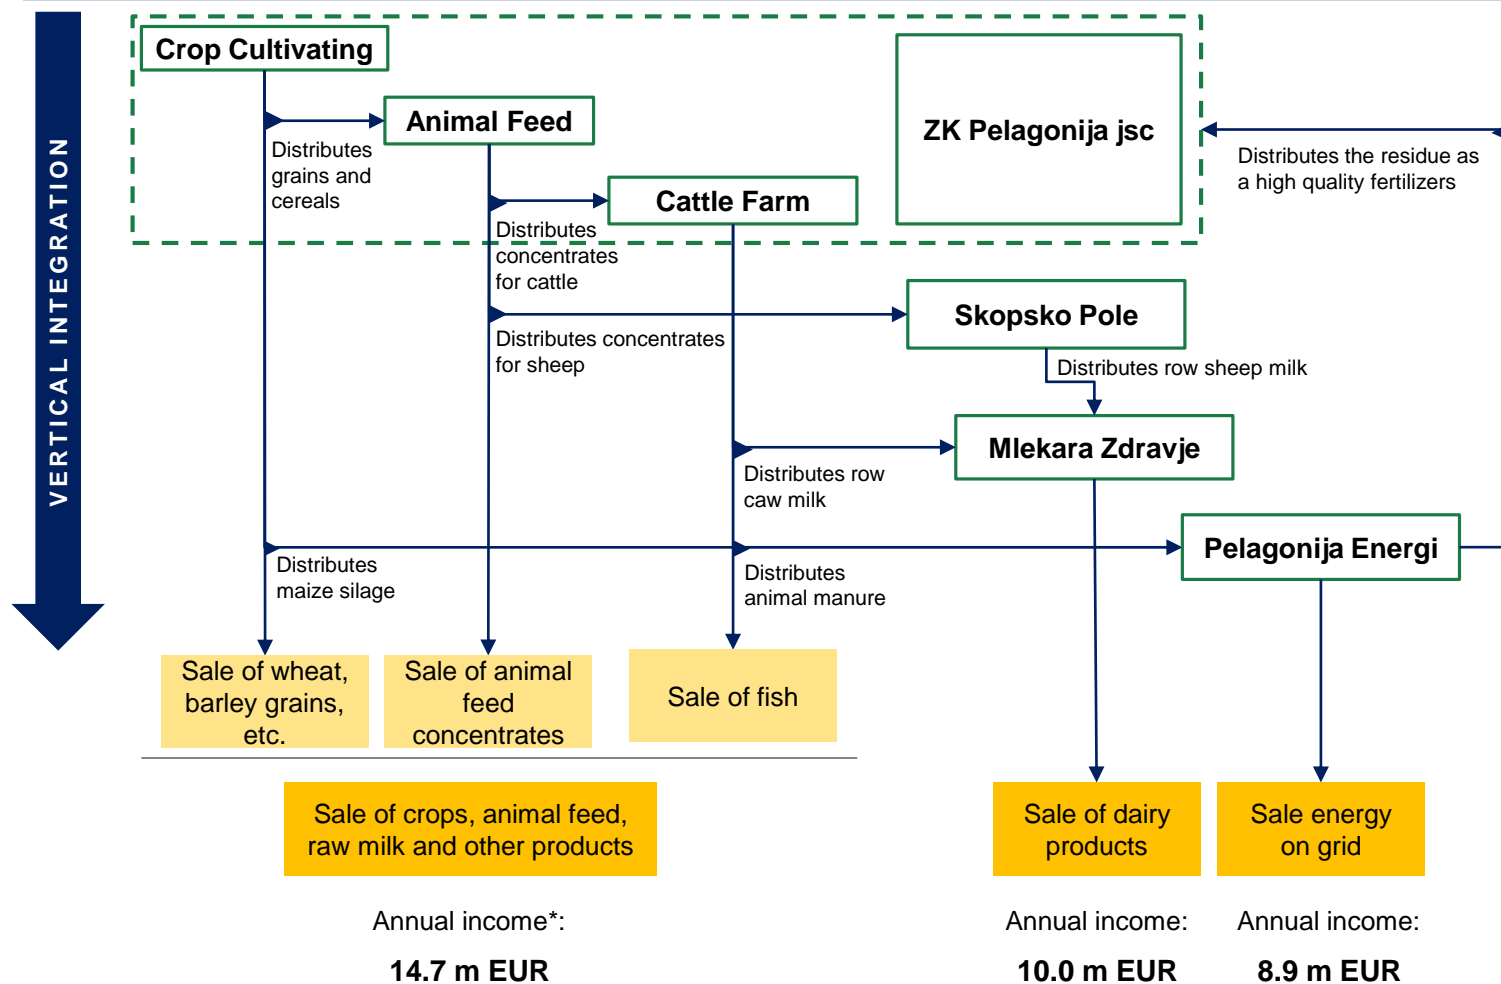 VERTICAL INTEGRATION
Crop Cultivating
Animal Feed
Distributes
grains and
cereals
Cattle Farm
Distributes
concentrates
for cattle
ZK Pelagonija jsc
Distributes the residue as
a high quality fertilizers
Skopsko Pole
Distributes concentrates
for sheep
Distributes row sheep milk
Mlekara Zdravje
Distributes row
caw milk
Pelagonija Energi
Distributes
maize silage
Distributes
animal manure
Sale of wheat,
barley grains,
etc.
Sale of animal
feed
concentrates
Sale of fish
Sale of crops, animal feed,
raw milk and other products
Sale of dairy
products
Sale energy
on grid
Annual income*:
14.7 m EUR
Annual income:
10.0 m EUR
Annual income:
8.9 m EUR